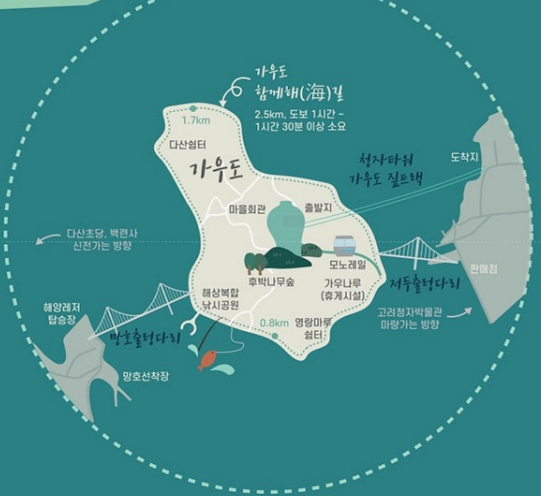 가우도
함께해(海)길
2.5km, 도보 1시간 ~
1시간 30분 이상 소요
1.7km
다산쉼터
가우도
청자타워
가우도 짚트랙
도착지
마을회관
출발지
다산초당, 백련사
신전가는 방향
모노레일
저두출렁다리
판매점
후박나무숲
가우나루
(휴게시설)
해양레저
탑승장
해상복합
낚시공원
고려청자박물관
마량가는 방향
0.8km
영랑마루
쉼터
망호출렁다리
망호선착장